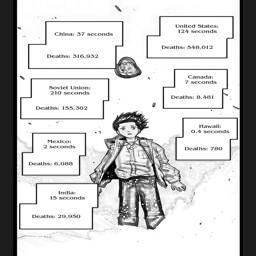 China: 37 seconds
Deaths: 316,932
United States:
124 seconds
Deaths: 548,012
Soviet Union:
210 seconds
Deaths: 155,302
Canada:
7 seconds
Deaths: 8,481
Hawaii:
0.4 seconds
Deaths: 780
Mexico:
2 seconds
Deaths: 6,088
India:
15 seconds
Deaths: 29,950